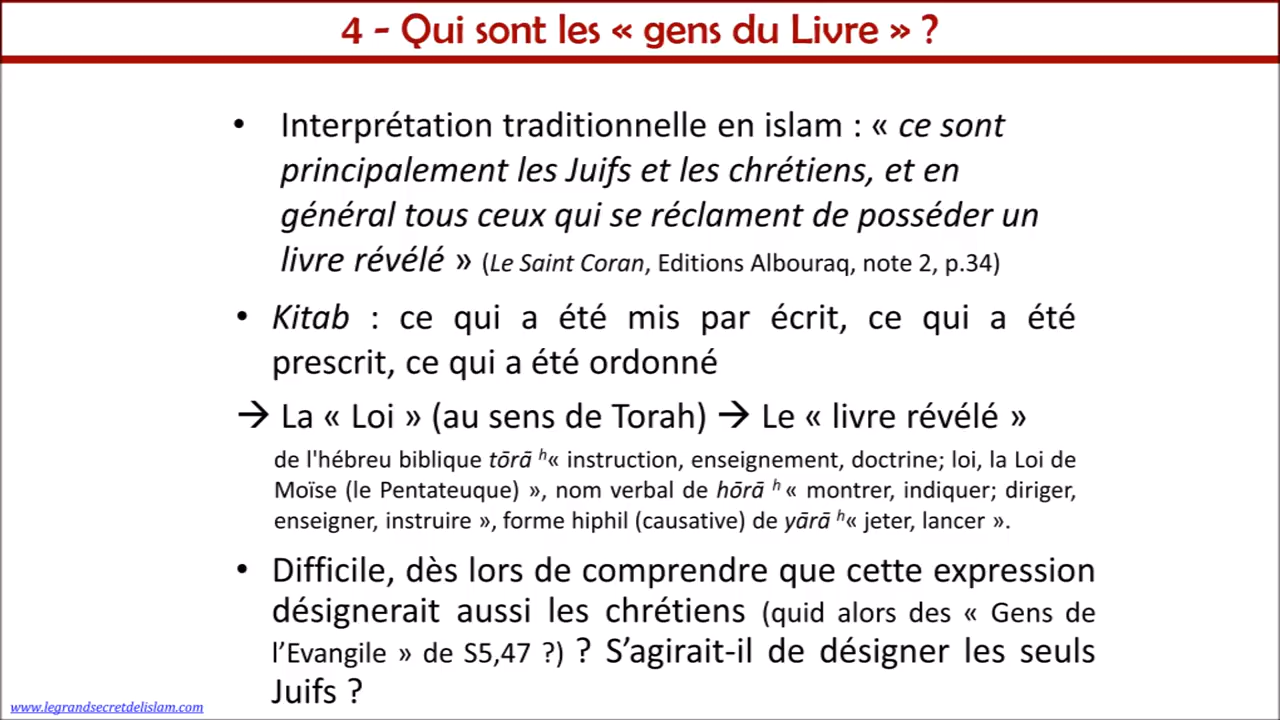 4 - Qui sont les « gens du Livre » ?
• Interprétation traditionnelle en islam : « ce sont
principalement les Juifs et les chrétiens, et en
général tous ceux qui se réclament de posséder un
livre révélé » (Le Saint Coran, Editions Albouraq, note 2, p.34)
• Kitab : ce qui a été mis par écrit, ce qui a été
prescrit, ce qui a été ordonné
→ La « Loi » (au sens de Torah) → Le « livre révélé »
de l'hébreu biblique tōrā ʰ« instruction, enseignement, doctrine; loi, la Loi de
Moïse (le Pentateuque) », nom verbal de hōrā ʰ « montrer, indiquer; diriger,
enseigner, instruire », forme hiphil (causative) de yārā ʰ« jeter, lancer ».
• Difficile, dès lors de comprendre que cette expression
désignerait aussi les chrétiens (quid alors des « Gens de
l’Evangile » de S5,47 ?) ? S’agirait-il de désigner les seuls
Juifs ?
www.legrandsecretdelislam.com